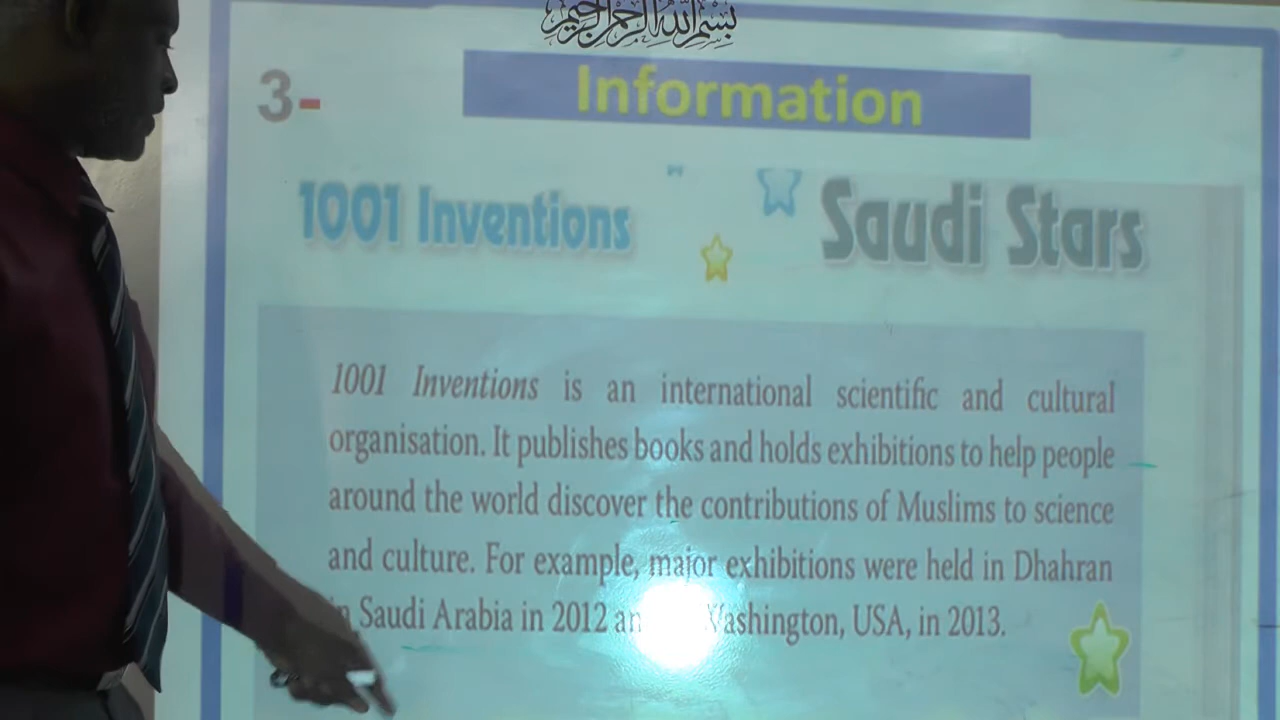 بسم الله الرحمن الرحيم
3-
Information
1001 Inventions
Saudi Stars
1001 Inventions is an international scientific and cultural
organisation. It publishes books and holds exhibitions to help people
around the world discover the contributions of Muslims to science
and culture. For example, major exhibitions were held in Dhahran
in Saudi Arabia in 2012 an Washington, USA, in 2013.